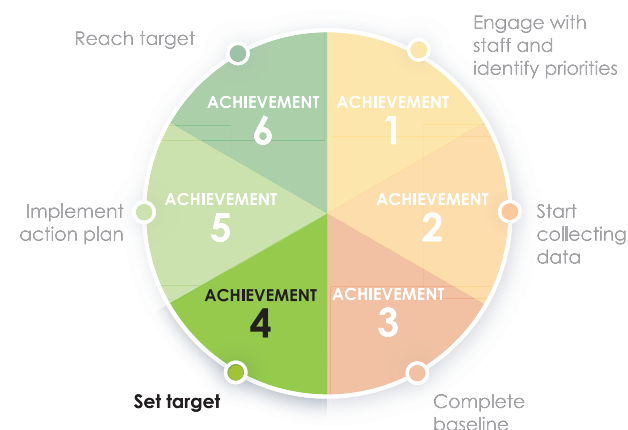 Engage with
staff and
identify priorities
Reach target
ACHIEVEMENT
6
ACHIEVEMENT
1
ACHIEVEMENT
5
ACHIEVEMENT
2
Implement
action plan
Start
collecting
data
ACHIEVEMENT
4
ACHIEVEMENT
3
Set target
Complete
baseline